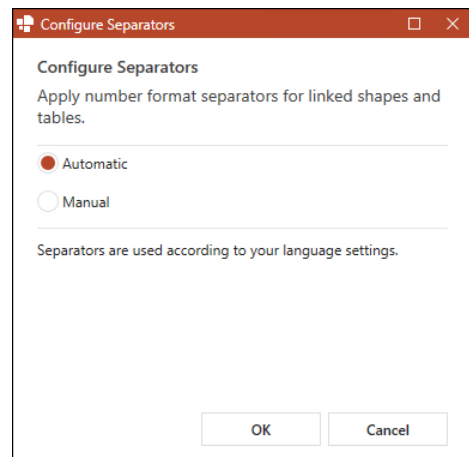 Configure Separators
Configure Separators
Apply number format separators for linked shapes and
tables.
Automatic
Manual
Separators are used according to your language settings.
OK
Cancel